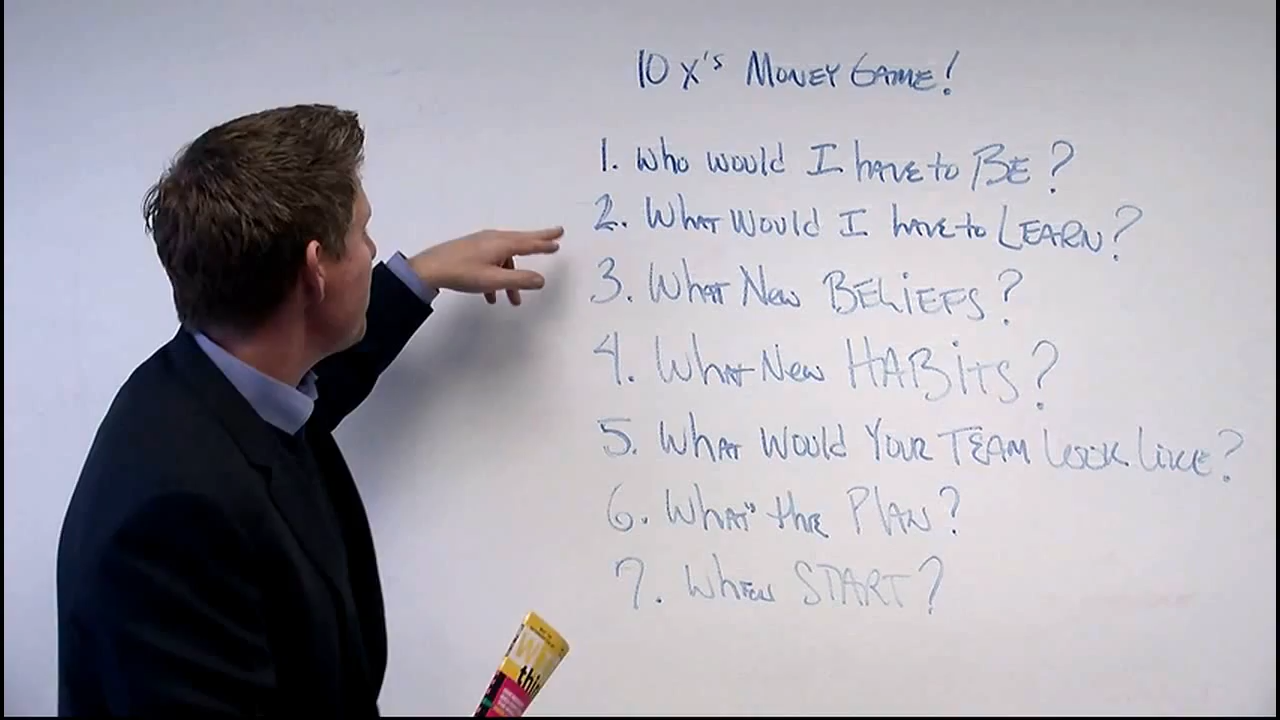 10 X's MONEY GAME!
1. WHO WOULD I HAVE TO BE?
2. WHAT WOULD I HAVE TO LEARN?
3. WHAT NEW BELIEFS?
4. WHAT NEW HABITS?
5. WHAT WOULD YOUR TEAM LOOK LIKE?
6. WHAT'S THE PLAN?
7. WHEN START?